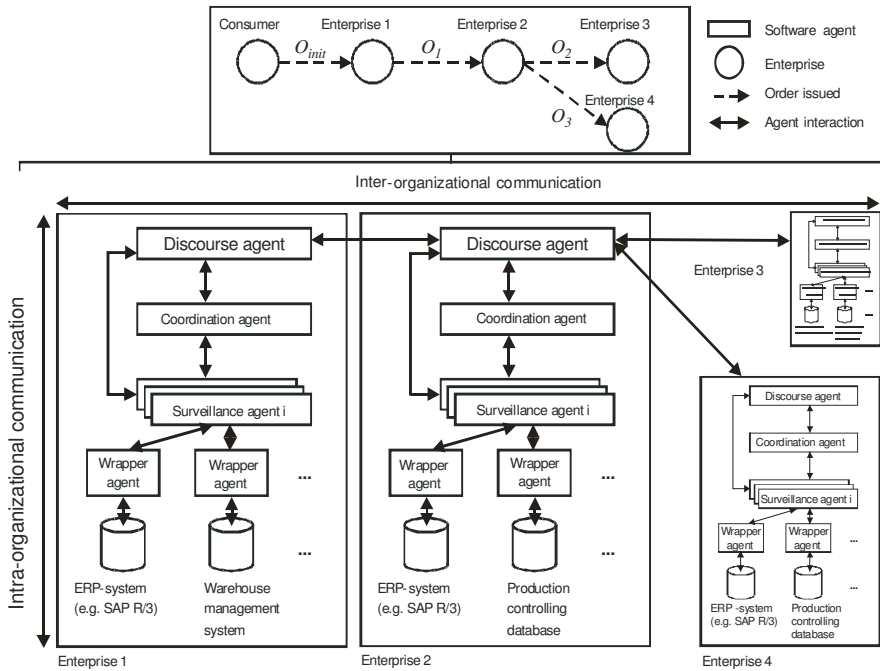 Consumer
Enterprise 1
Enterprise 2
Enterprise 3
O_init
O_1
O_2
Enterprise 4
O_3
Software agent
Enterprise
Order issued
Agent interaction
Inter-organizational communication
Intra-organizational communication
Discourse agent
Coordination agent
Surveillance agent i
Wrapper
agent
Wrapper
agent
...
...
ERP-system
(e.g. SAP R/3)
Warehouse
management
system
Enterprise 1
Discourse agent
Coordination agent
Surveillance agent i
Wrapper
agent
Wrapper
agent
...
...
ERP-system
(e.g. SAP R/3)
Production
controlling
database
Enterprise 2
Enterprise 3
Discourse agent
Coordination agent
Surveillance agent i
Wrapper
agent
Wrapper
agent
...
...
ERP -system
(e.g. SAP R/3)
Production
controlling
database
Enterprise 4